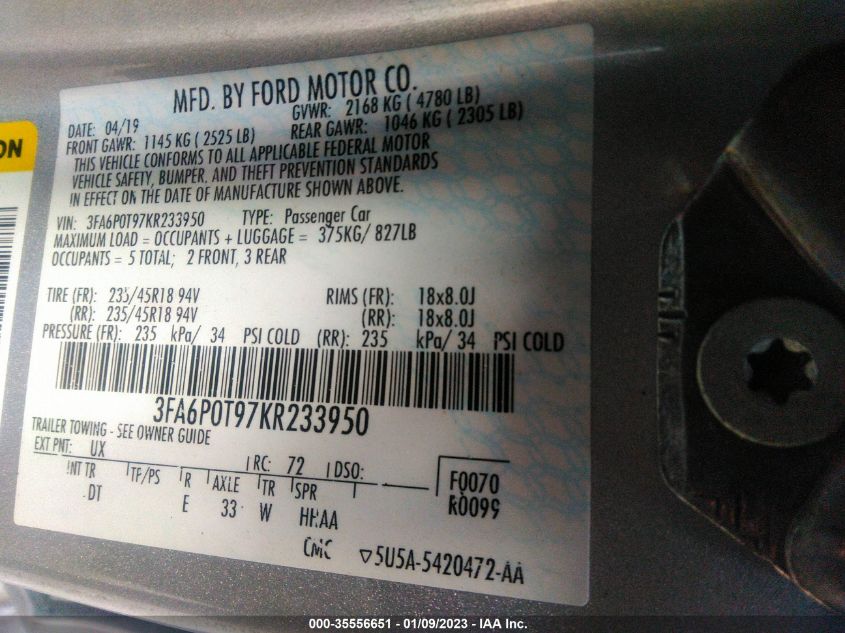 ON
MFD. BY FORD MOTOR CO.
DATE: 04/19 GVWR: 2168 KG ( 4780 LB)
FRONT GAWR: 1145 KG ( 2525 LB) REAR GAWR: 1046 KG ( 2305 LB)
THIS VEHICLE CONFORMS TO ALL APPLICABLE FEDERAL MOTOR
VEHICLE SAFETY, BUMPER, AND THEFT PREVENTION STANDARDS
IN EFFECT ON THE DATE OF MANUFACTURE SHOWN ABOVE.
VIN: 3FA6P0T97KR233950 TYPE: Passenger Car
MAXIMUM LOAD = OCCUPANTS + LUGGAGE = 375KG/ 827LB
OCCUPANTS = 5 TOTAL; 2 FRONT, 3 REAR
TIRE (FR): 235/45R18 94V RIMS (FR): 18x8.0J
(RR): 235/45R18 94V (RR): 18x8.0J
PRESSURE (FR): 235 kPa/ 34 PSI COLD (RR): 235 kPa/ 34 PSI COLD
3FA6P0T97KR233950
TRAILER TOWING - SEE OWNER GUIDE
EXT PNT: UX RC: 72 DSO:
INT TR TP/PS R AXLE TR SPR F0070
DT E 33 W HHAA R0099
CMC ▽5U5A-5420472-AA
000-35556651 — 01/09/2023 - IAA Inc.